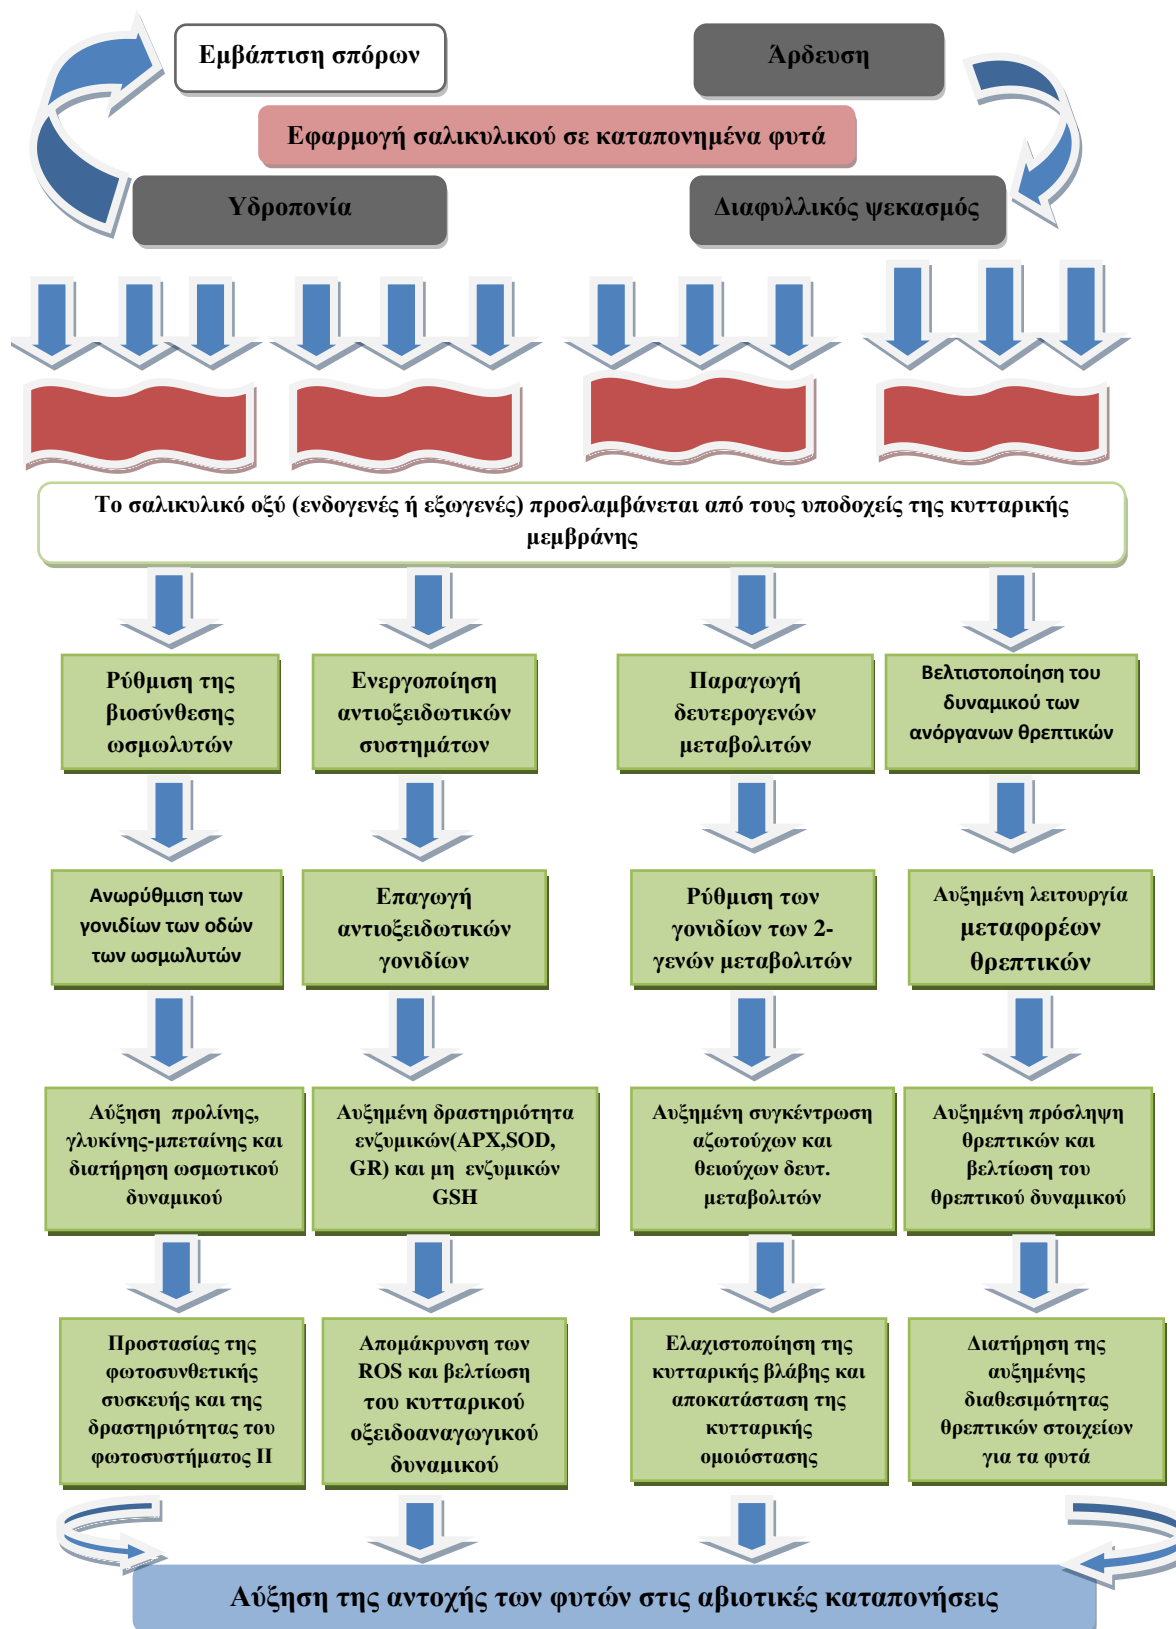 Εμβάπτιση σπόρων
Άρδευση
Εφαρμογή σαλικυλικού σε καταπονημένα φυτά
Υδροπονία
Διαφυλλικός ψεκασμός
Το σαλικυλικό οξύ (ενδογενές ή εξωγενές) προσλαμβάνεται από τους υποδοχείς της κυτταρικής
μεμβράνης
Ρύθμιση της
βιοσύνθεσης
ωσμωλυτών
Ενεργοποίηση
αντιοξειδωτικών
συστημάτων
Παραγωγή
δευτερογενών
μεταβολιτών
Βελτιστοποίηση του
δυναμικού των
ανόργανων θρεπτικών
Ανωρύθμιση των
γονιδίων των οδών
των ωσμωλυτών
Επαγωγή
αντιοξειδωτικών
γονιδίων
Ρύθμιση των
γονιδίων των 2-
γενών μεταβολιτών
Αυξημένη λειτουργία
μεταφορέων
θρεπτικών
Αύξηση προλίνης,
γλυκίνης-μπεταίνης και
διατήρηση ωσμωτικού
δυναμικού
Αυξημένη δραστηριότητα
ενζυμικών(APX,SOD,
GR) και μη ενζυμικών
GSH
Αυξημένη συγκέντρωση
αζωτούχων και
θειούχων δευτ.
μεταβολιτών
Αυξημένη πρόσληψη
θρεπτικών και
βελτίωση του
θρεπτικού δυναμικού
Προστασίας της
φωτοσυνθετικής
συσκευής και της
δραστηριότητας του
φωτοσυστήματος ΙΙ
Απομάκρυνση των
ROS και βελτίωση
του κυτταρικού
οξειδοαναγωγικού
δυναμικού
Ελαχιστοποίηση της
κυτταρικής βλάβης και
αποκατάσταση της
κυτταρικής
ομοιόστασης
Διατήρηση της
αυξημένης
διαθεσιμότητας
θρεπτικών στοιχείων
για τα φυτά
Αύξηση της αντοχής των φυτών στις αβιοτικές καταπονήσεις